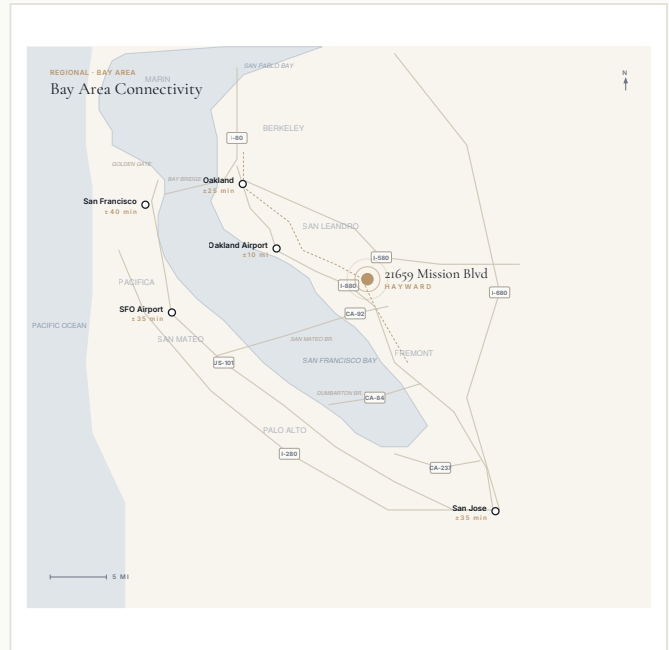 REGIONAL · BAY AREA
Bay Area Connectivity
MARIN
SAN PABLO BAY
N
I-80
BERKELEY
GOLDEN GATE
BAY BRIDGE
Oakland
±25 min
San Francisco
±40 min
SAN LEANDRO
Oakland Airport
±10 mi
I-580
21659 Mission Blvd
HAYWARD
I-880
I-680
PACIFICA
SFO Airport
±35 min
CA-92
PACIFIC OCEAN
SAN MATEO
SAN MATEO BR.
FREMONT
US-101
SAN FRANCISCO BAY
DUMBARTON BR.
CA-84
PALO ALTO
I-280
CA-237
San Jose
±35 min
5 MI